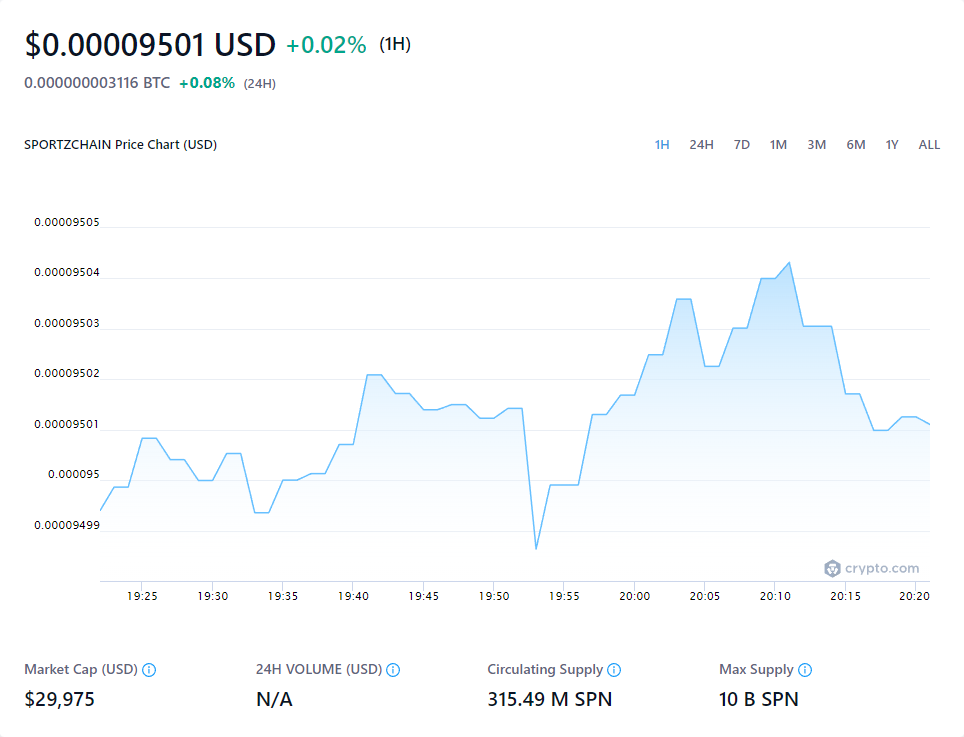 $0.00009501 USD +0.02% (1H)
0.000000003116 BTC +0.08% (24H)
SPORTZCHAIN Price Chart (USD)
1H 24H 7D 1M 3M 6M 1Y ALL
0.00009505
0.00009504
0.00009503
0.00009502
0.00009501
0.000095
0.00009499
crypto.com
19:25 19:30 19:35 19:40 19:45 19:50 19:55 20:00 20:05 20:10 20:15 20:20
Market Cap (USD) 24H VOLUME (USD) Circulating Supply Max Supply
$29,975 N/A 315.49 M SPN 10 B SPN